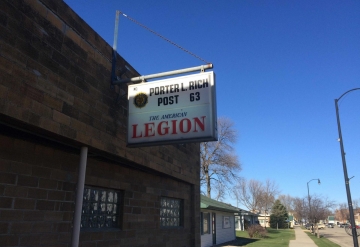 PORTER L. RICH
POST 63
THE AMERICAN
LEGION